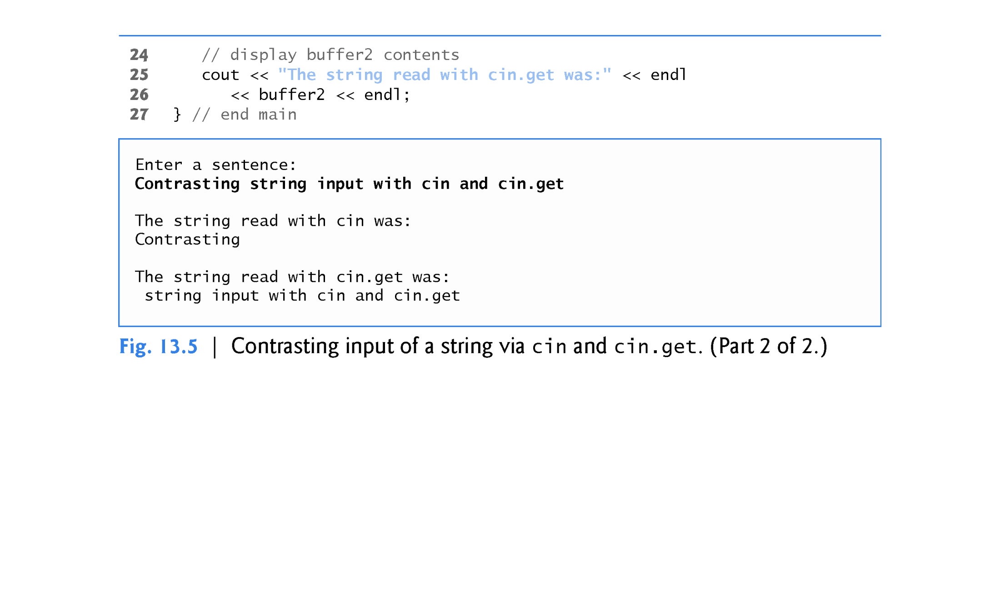 24 // display buffer2 contents
25 cout << "The string read with cin.get was:" << endl
26 << buffer2 << endl;
27 } // end main
Enter a sentence:
Contrasting string input with cin and cin.get
The string read with cin was:
Contrasting
The string read with cin.get was:
string input with cin and cin.get
Fig. 13.5 | Contrasting input of a string via cin and cin.get. (Part 2 of 2.)